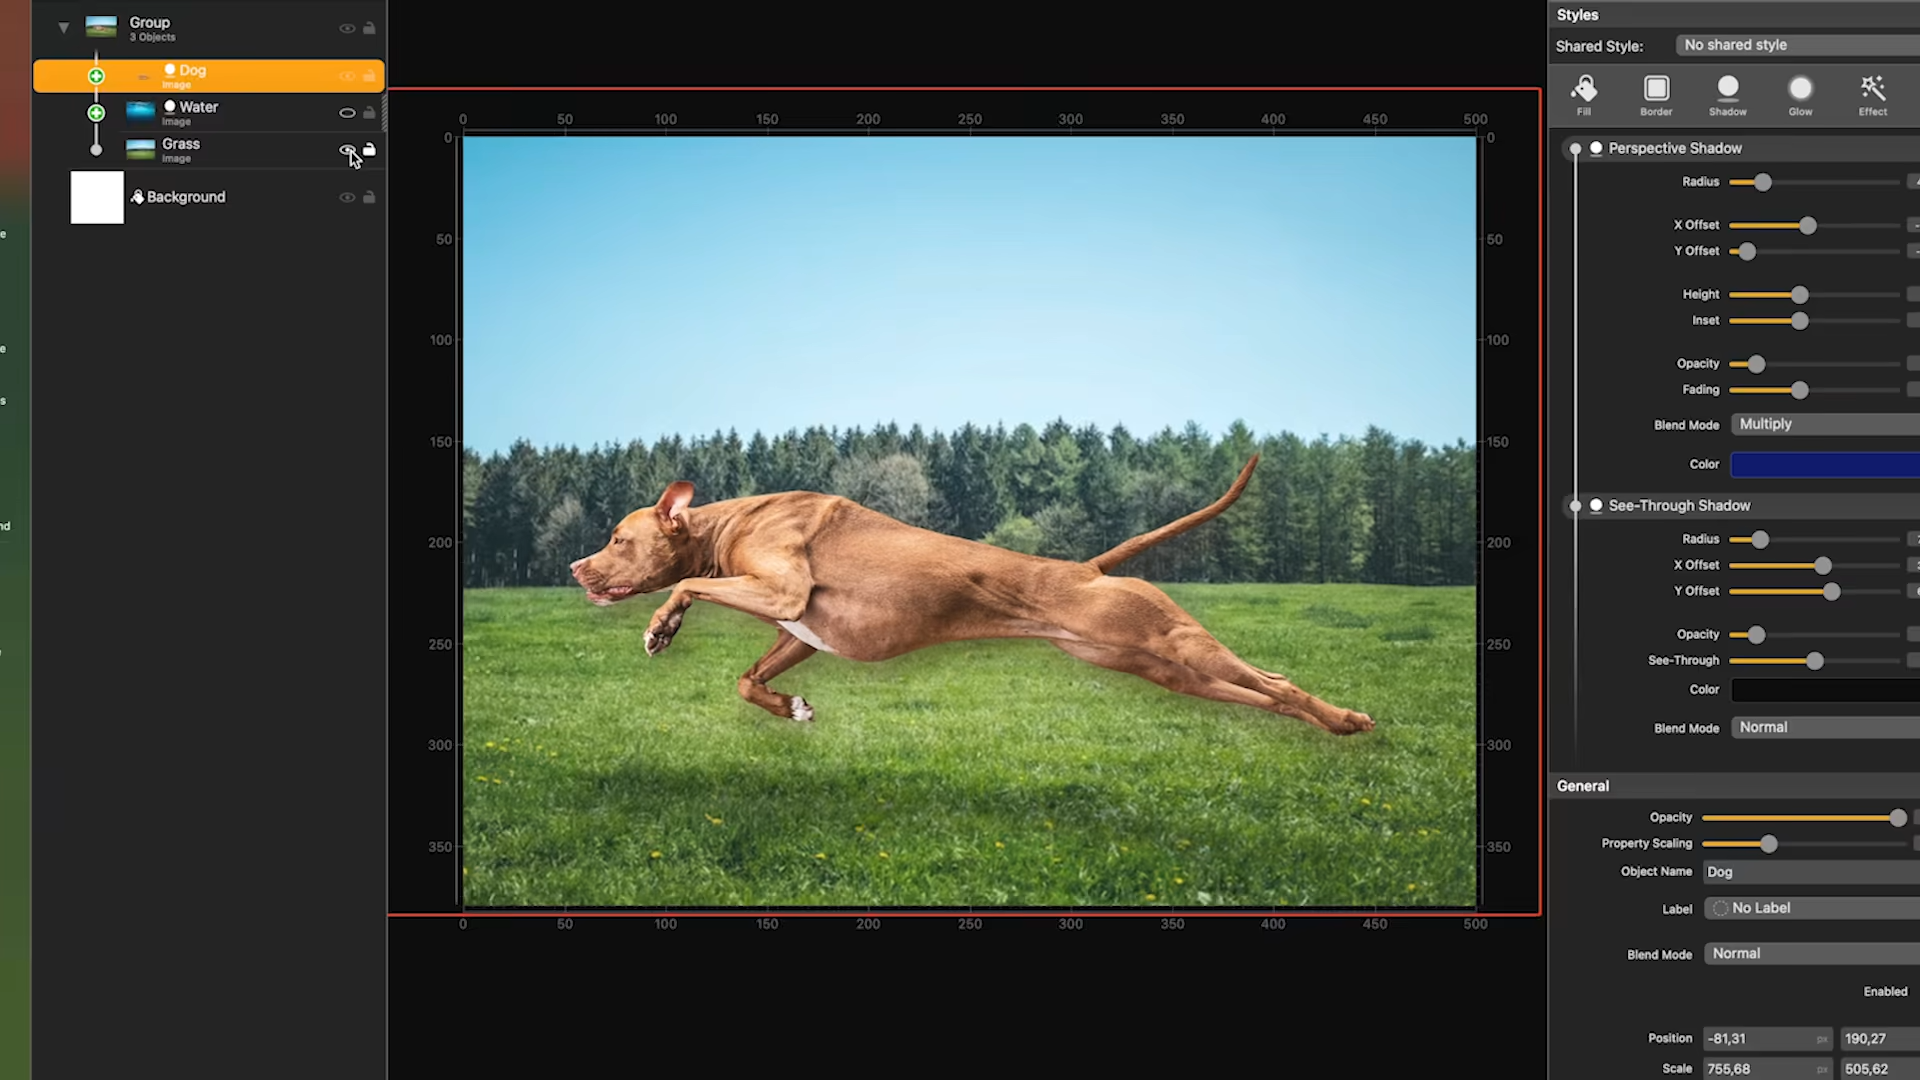 Group
3 Objects
Dog
Image
Water
Image
Grass
Image
Background
e
e
s
nd
0 50 100 150 200 250 300 350 400 450 500
0 0
50 50
100 100
150 150
200 200
250 250
300 300
350 350
0 50 100 150 200 250 300 350 400 450 500
Styles
Shared Style: No shared style
Fill Border Shadow Glow Effect
Perspective Shadow
Radius
X Offset
Y Offset
Height
Inset
Opacity
Fading
Blend Mode Multiply
Color
See-Through Shadow
Radius
X Offset
Y Offset
Opacity
See-Through
Color
Blend Mode Normal
General
Opacity
Property Scaling
Object Name Dog
Label No Label
Blend Mode Normal
Enabled
Position -81,31 px 190,27
Scale 755,68 px 505,62